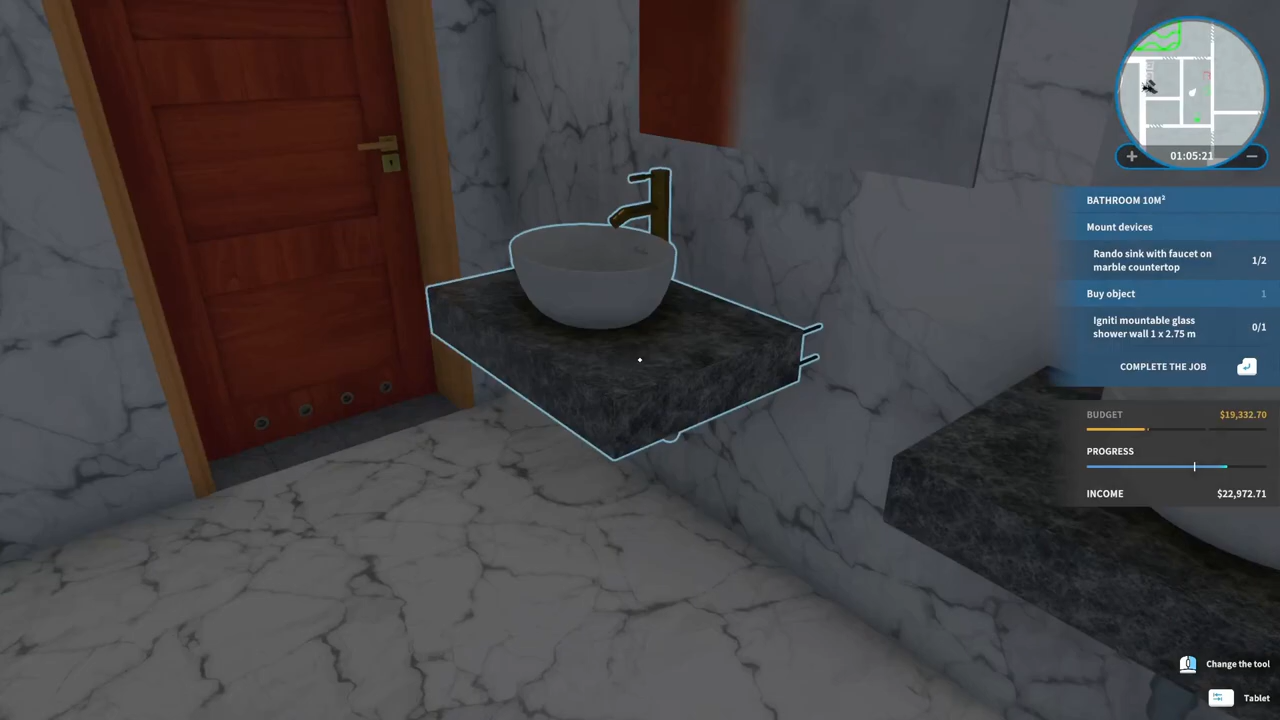 01:05:21
BATHROOM 10M²
Mount devices
Rando sink with faucet on
marble countertop
1/2
Buy object
1
Igniti mountable glass
shower wall 1 x 2.75 m
0/1
COMPLETE THE JOB
BUDGET
$19,332.70
PROGRESS
INCOME
$22,972.71
Change the tool
Tablet